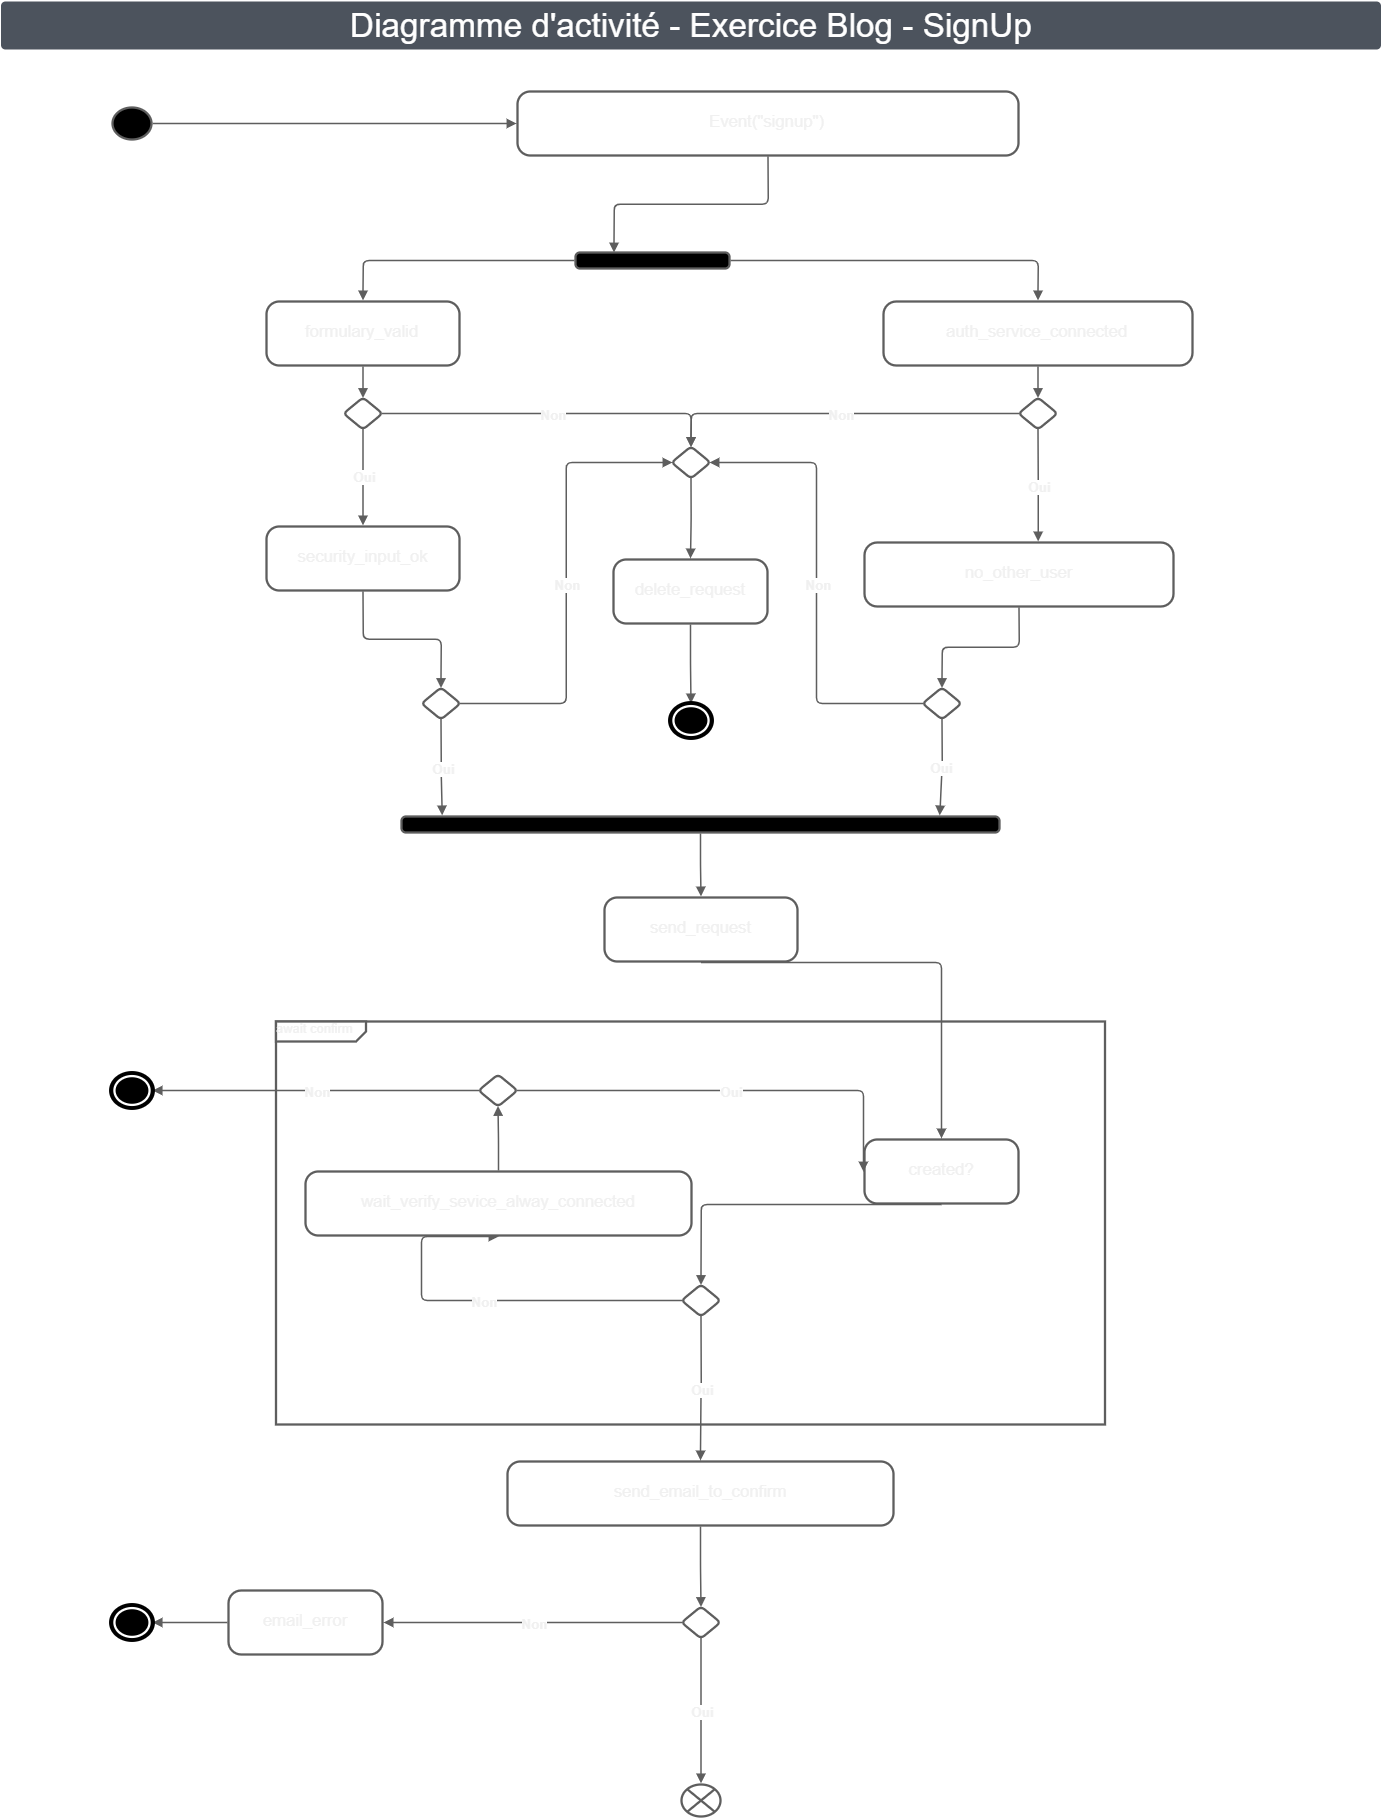 Diagramme d'activité - Exercice Blog - SignUp
Event("signup")
formulary_valid
auth_service_connected
Non
Non
Oui
Oui
security_input_ok
no_other_user
Non
delete_request
Non
Oui
Oui
send_request
await confirm
Non
Oui
created?
wait_verify_sevice_alway_connected
Non
Oui
send_email_to_confirm
email_error
Non
Oui